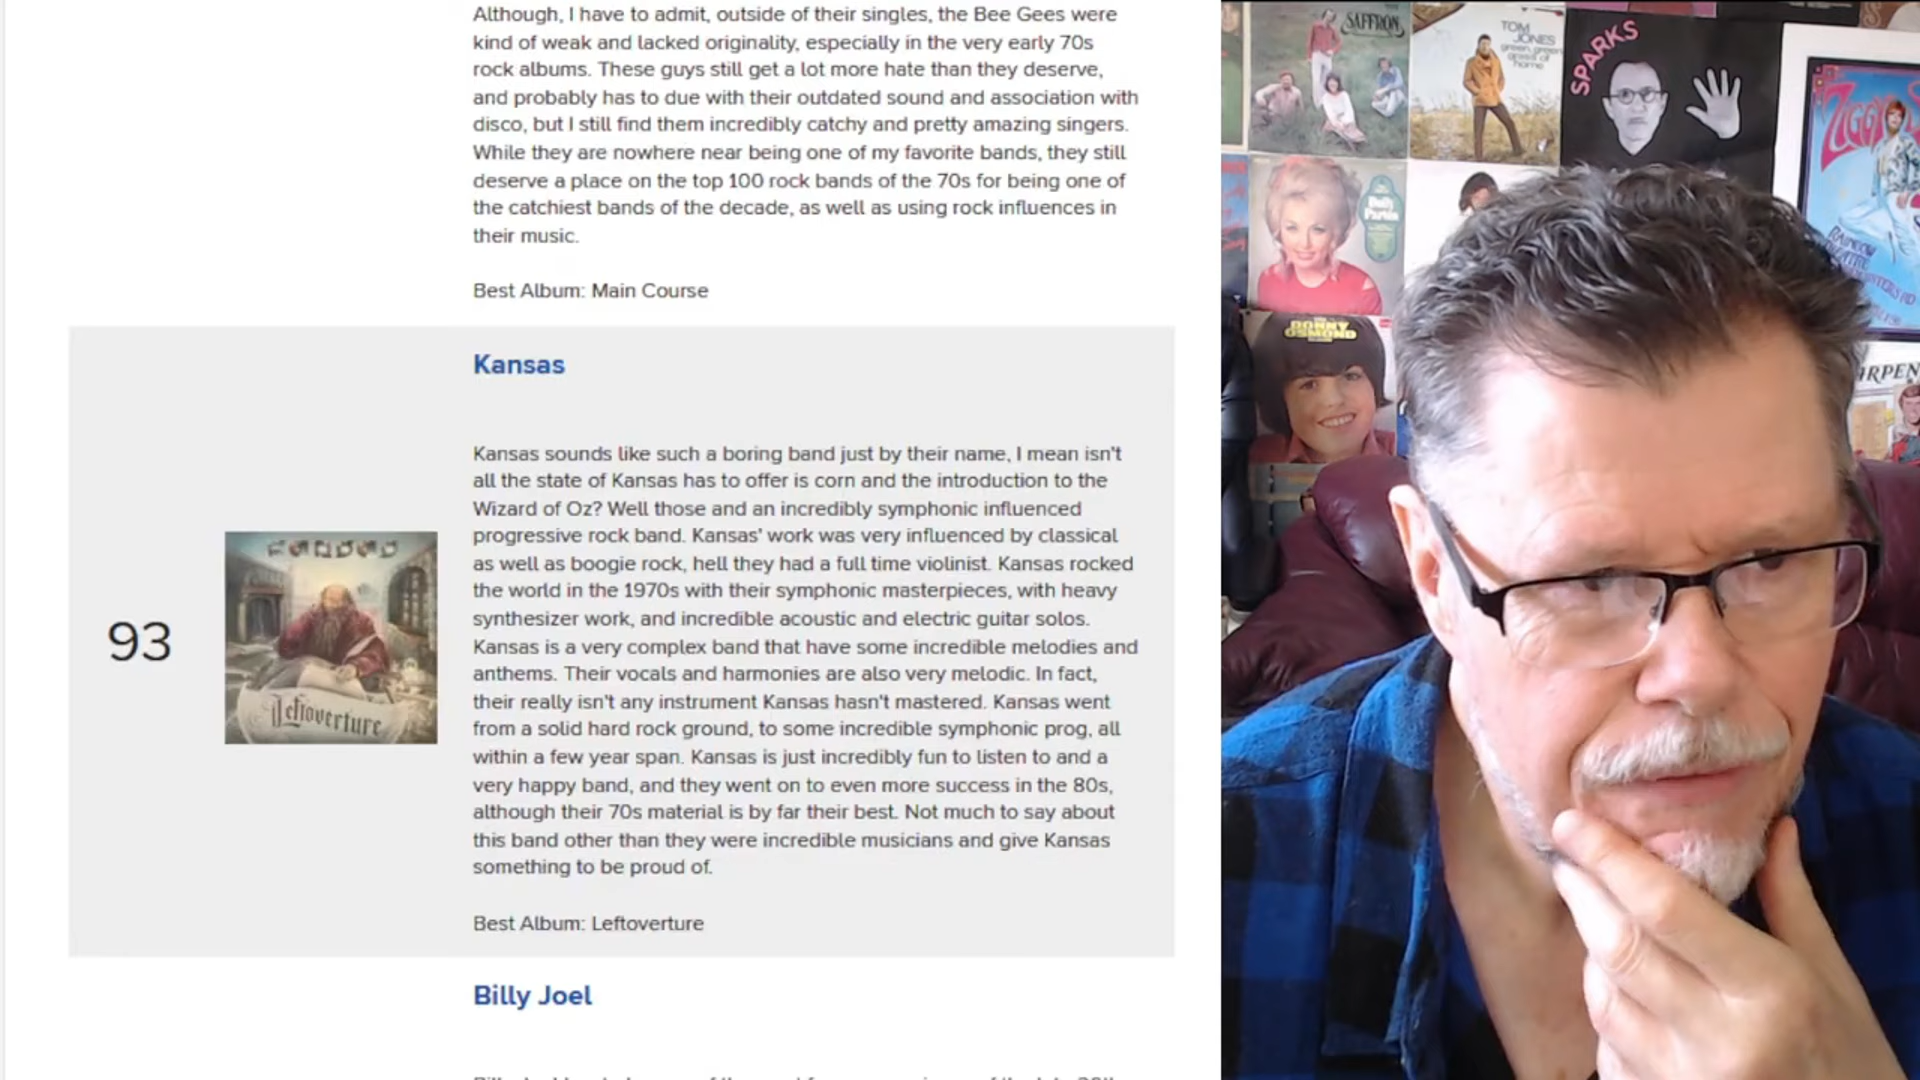 Although, I have to admit, outside of their singles, the Bee Gees were
kind of weak and lacked originality, especially in the very early 70s
rock albums. These guys still get a lot more hate than they deserve,
and probably has to due with their outdated sound and association with
disco, but I still find them incredibly catchy and pretty amazing singers.
While they are nowhere near being one of my favorite bands, they still
deserve a place on the top 100 rock bands of the 70s for being one of
the catchiest bands of the decade, as well as using rock influences in
their music.
Best Album: Main Course
Kansas
Kansas sounds like such a boring band just by their name, I mean isn't
all the state of Kansas has to offer is corn and the introduction to the
Wizard of Oz? Well those and an incredibly symphonic influenced
progressive rock band. Kansas' work was very influenced by classical
as well as boogie rock, hell they had a full time violinist. Kansas rocked
the world in the 1970s with their symphonic masterpieces, with heavy
synthesizer work, and incredible acoustic and electric guitar solos.
Kansas is a very complex band that have some incredible melodies and
anthems. Their vocals and harmonies are also very melodic. In fact,
their really isn't any instrument Kansas hasn't mastered. Kansas went
from a solid hard rock ground, to some incredible symphonic prog, all
within a few year span. Kansas is just incredibly fun to listen to and a
very happy band, and they went on to even more success in the 80s,
although their 70s material is by far their best. Not much to say about
this band other than they were incredible musicians and give Kansas
something to be proud of.
Best Album: Leftoverture
93
Leftoverture
Billy Joel
SAFFRON
TOM
JONES
green, green
grass of
home
SPARKS
Dolly
Parton
DONNY
OSMOND
ZIGGY
RAINBOW